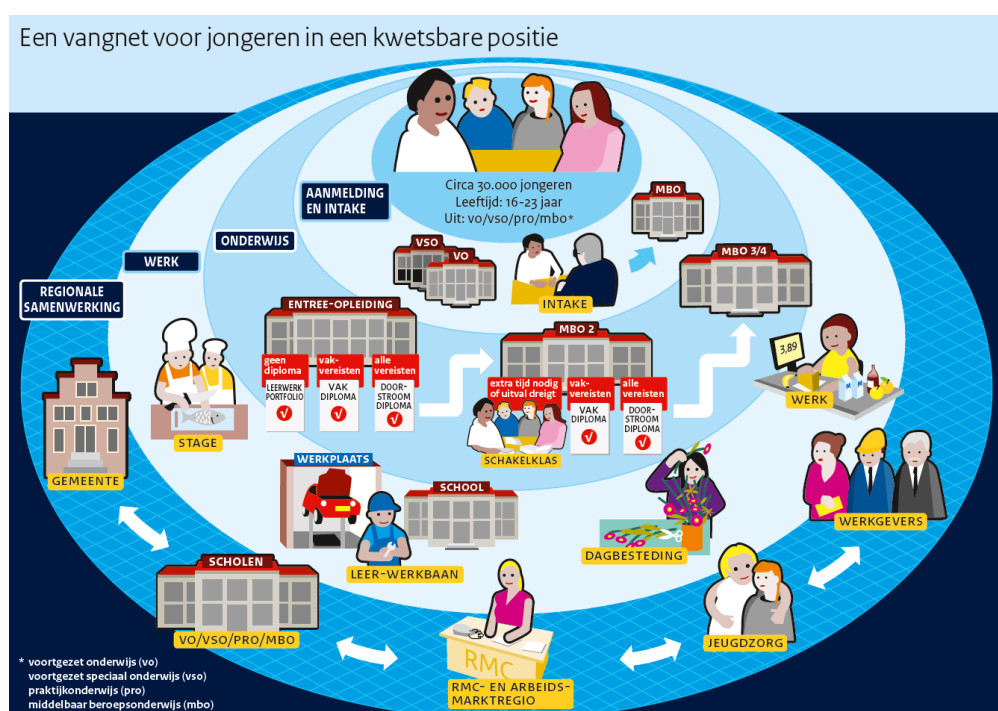 Een vangnet voor jongeren in een kwetsbare positie
Circa 30.000 jongeren
Leeftijd: 16-23 jaar
Uit: vo/vso/pro/mbo*
AANMELDING
EN INTAKE
ONDERWIJS
WERK
REGIONALE
SAMENWERKING
MBO
VSO
VO
INTAKE
MBO 3/4
ENTREE-OPLEIDING
geen
diploma
LEERWERK
PORTFOLIO
vak-
vereisten
VAK
DIPLOMA
alle
vereisten
DOOR-
STROOM
DIPLOMA
MBO 2
extra tijd nodig
of uitval dreigt
SCHAKELKLAS
vak-
vereisten
VAK
DIPLOMA
alle
vereisten
DOOR-
STROOM
DIPLOMA
3,89
WERK
STAGE
GEMEENTE
WERKPLAATS
SCHOOL
LEER-WERKBAAN
DAGBESTEDING
WERKGEVERS
SCHOLEN
VO/VSO/PRO/MBO
RMC
RMC- EN ARBEIDS-
MARKTREGIO
JEUGDZORG
* voortgezet onderwijs (vo)
voortgezet speciaal onderwijs (vso)
praktijkonderwijs (pro)
middelbaar beroepsonderwijs (mbo)